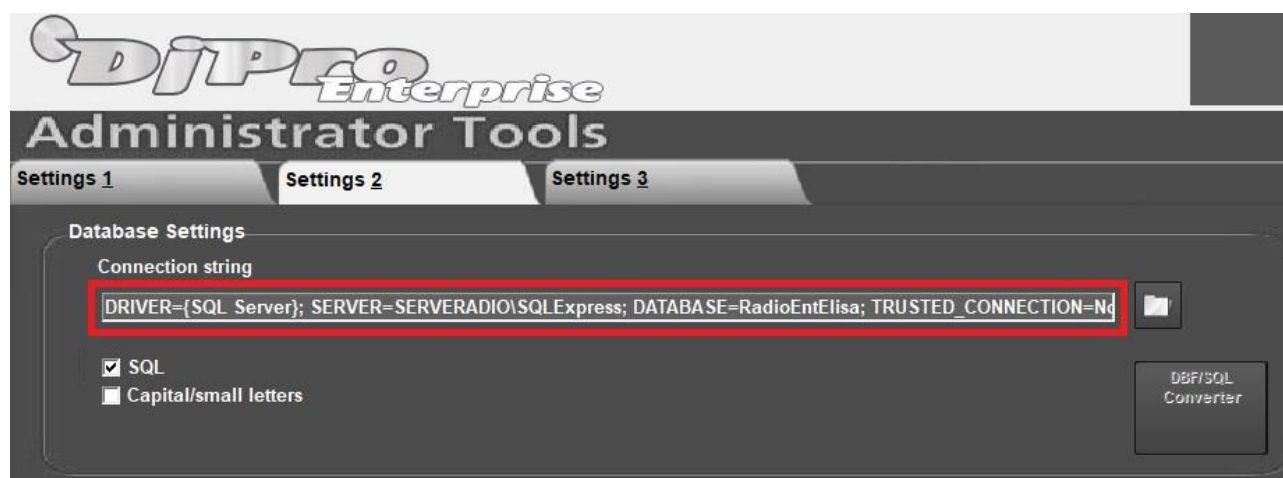 DjPro
Enterprise
Administrator Tools
Settings 1
Settings 2
Settings 3
Database Settings
Connection string
DRIVER={SQL Server}; SERVER=SERVERADIO\SQLExpress; DATABASE=RadioEntElisa; TRUSTED_CONNECTION=No
SQL
Capital/small letters
DBF/SQL
Converter